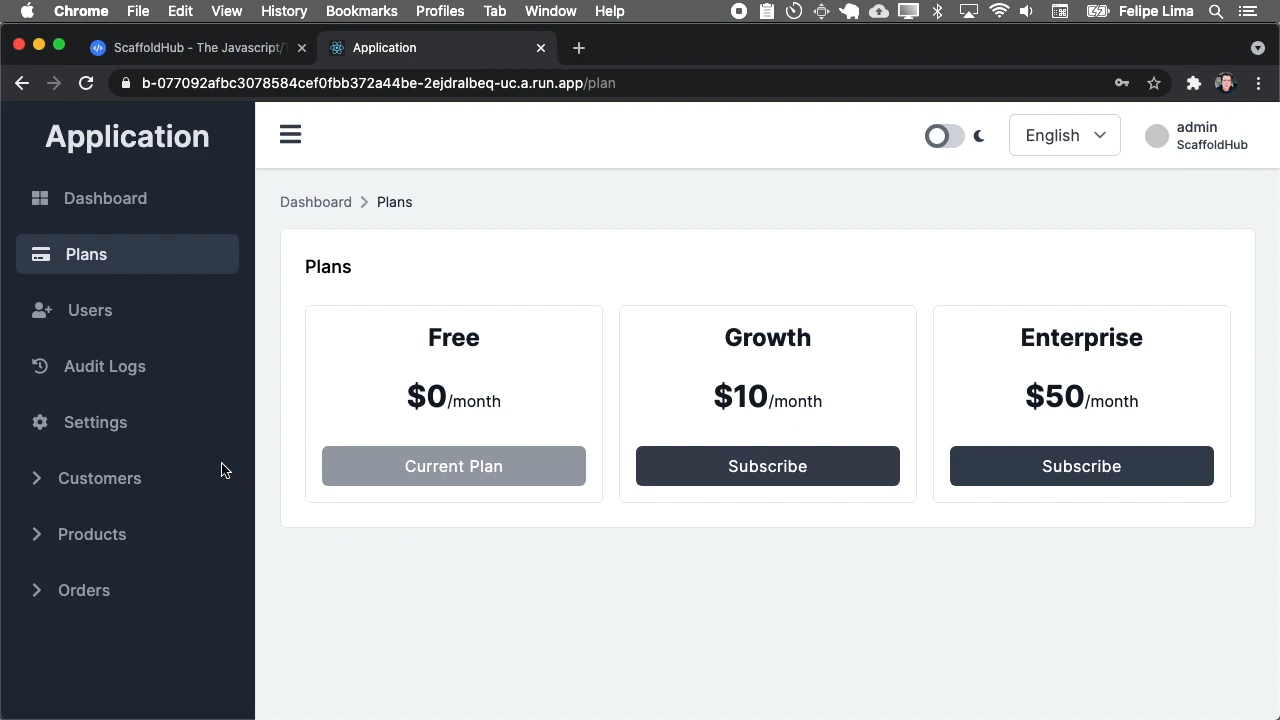 Chrome File Edit View History Bookmarks Profiles Tab Window Help Felipe Lima
ScaffoldHub - The Javascript/
Application
b-077092afbc3078584cef0fbb372a44be-2ejdralbeq-uc.a.run.app/plan
Application
English
admin
ScaffoldHub
Dashboard
Plans
Users
Audit Logs
Settings
Customers
Products
Orders
Dashboard Plans
Plans
Free
$0/month
Current Plan
Growth
$10/month
Subscribe
Enterprise
$50/month
Subscribe